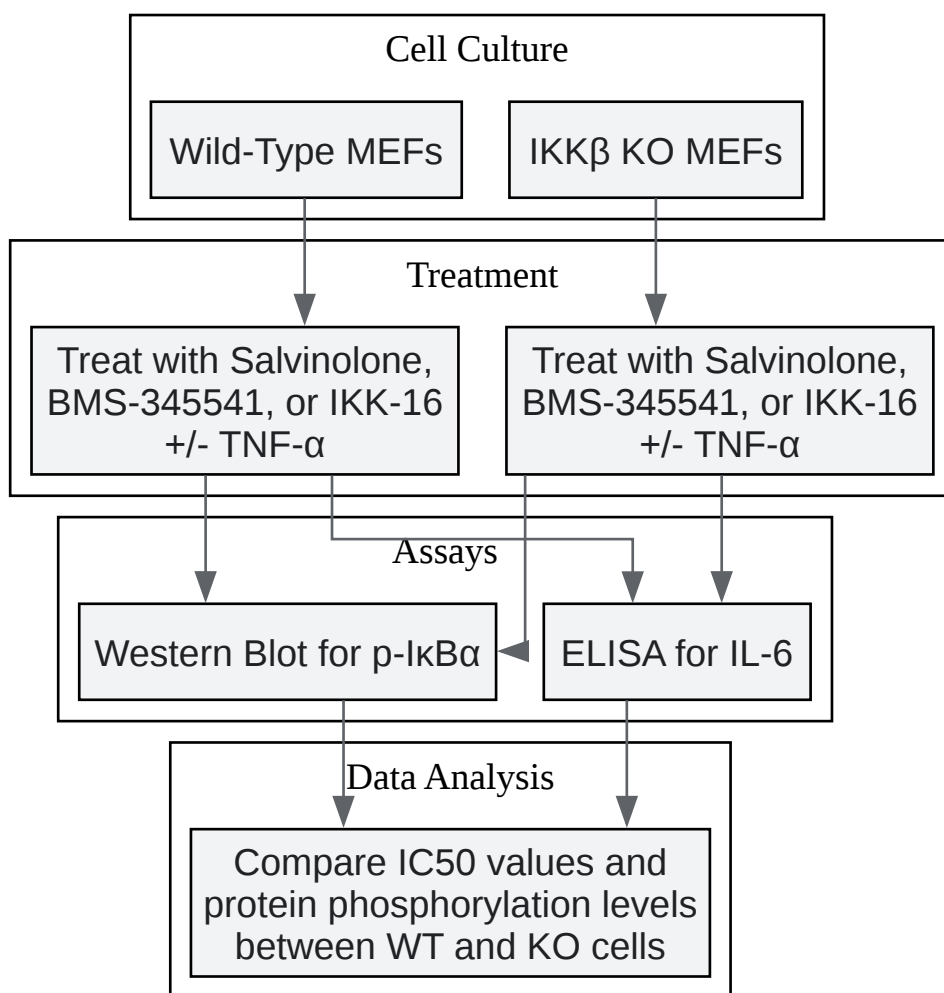 Cell Culture
Wild-Type MEFs
IKKβ KO MEFs
Treatment
Treat with Salvinolone,
BMS-345541, or IKK-16
+/- TNF-α
Treat with Salvinolone,
BMS-345541, or IKK-16
+/- TNF-α
Assays
Western Blot for p-IκBα
ELISA for IL-6
Data Analysis
Compare IC50 values and
protein phosphorylation levels
between WT and KO cells